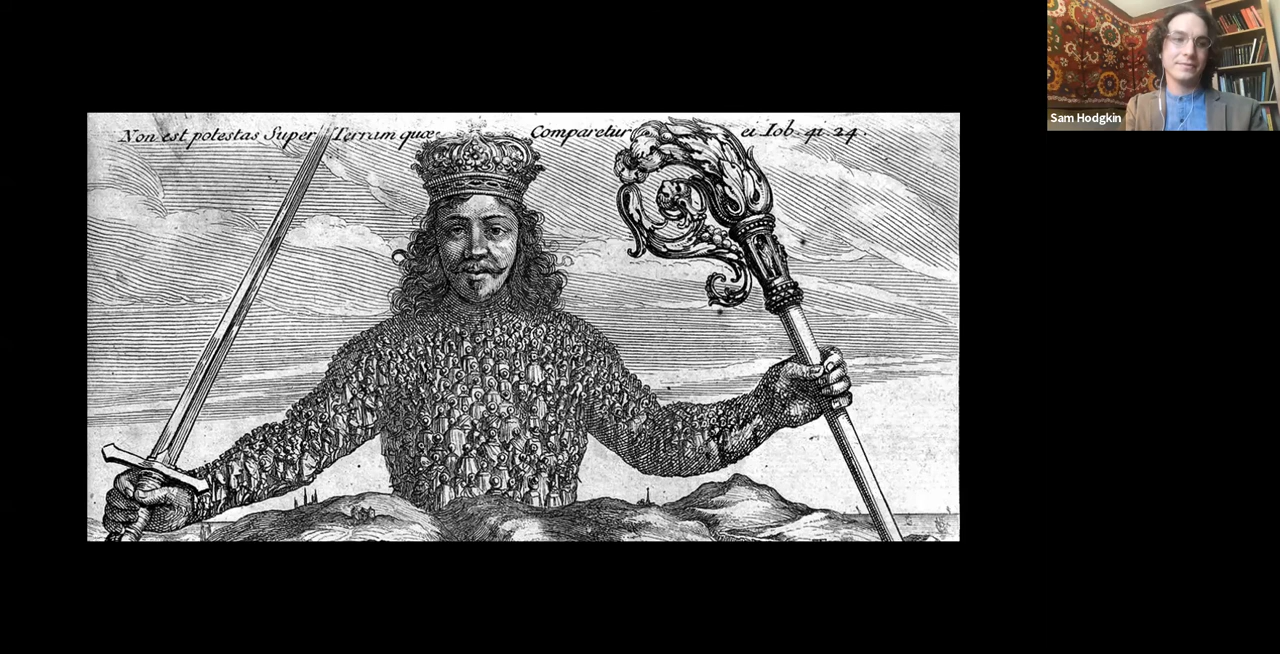 Non est potestas Super Terram quæ Comparetur ei Iob. 41. 24.
Sam Hodgkin